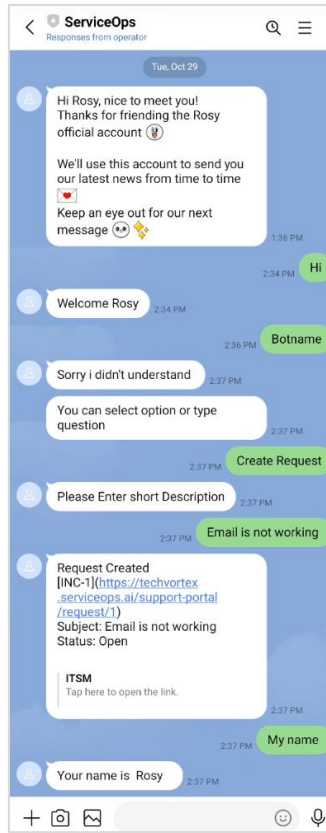 ServiceOps
Responses from operator
Tue, Oct 29
Hi Rosy, nice to meet you!
Thanks for friending the Rosy
official account
We'll use this account to send you
our latest news from time to time
Keep an eye out for our next
message
1:36 PM
Hi
2:34 PM
Welcome Rosy
2:34 PM
Botname
2:36 PM
Sorry i didn't understand
2:37 PM
You can select option or type
question
2:37 PM
Create Request
2:37 PM
Please Enter short Description
2:37 PM
Email is not working
2:37 PM
Request Created
[INC-1](https://techvortex
.serviceops.ai/support-portal
/request/1)
Subject: Email is not working
Status: Open
ITSM
Tap here to open the link.
2:37 PM
My name
2:37 PM
Your name is Rosy
2:37 PM